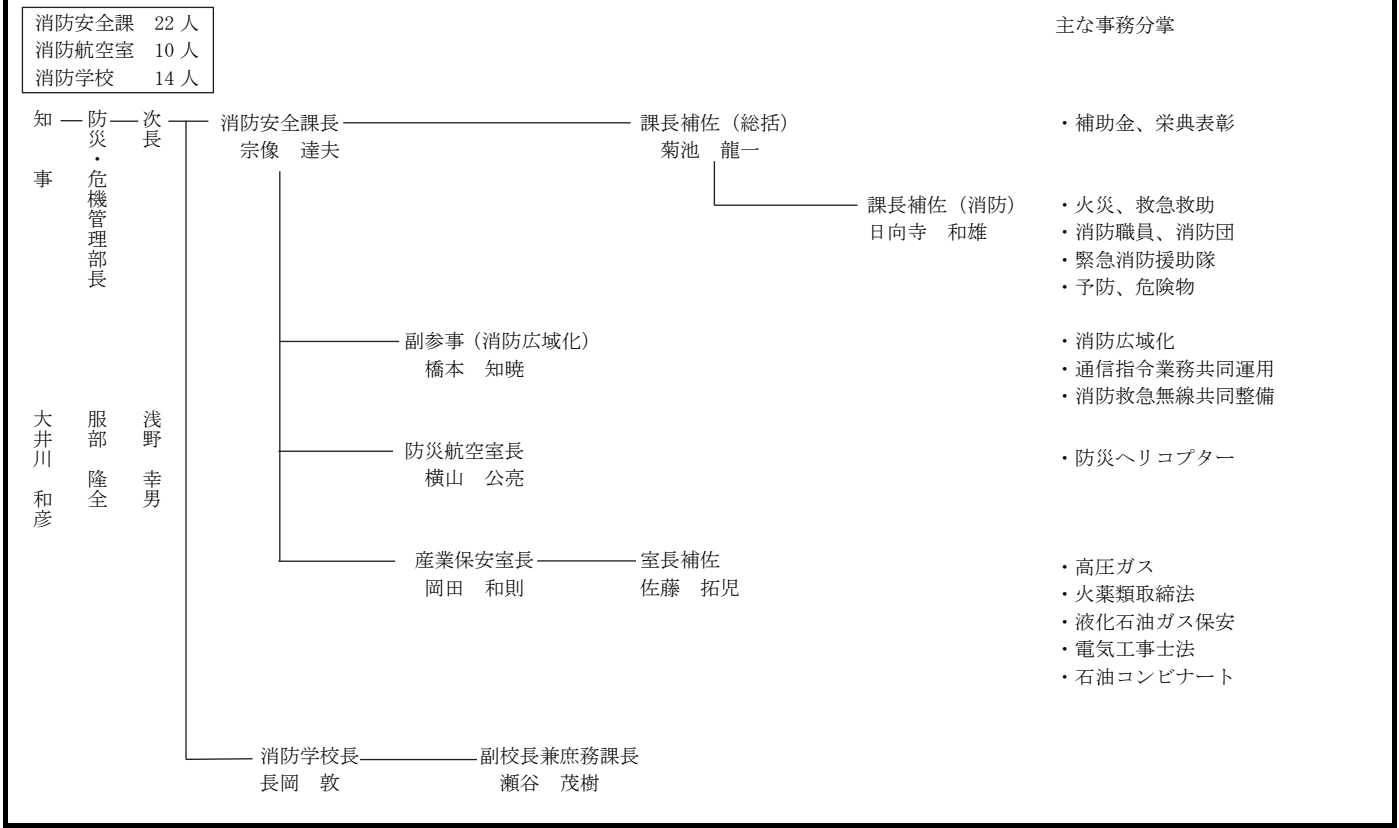 消防安全課　22 人
消防航空室　10 人
消防学校　14 人
主な事務分掌
知事
大井川　和彦
防災・危機管理部長
服部　隆全
次長
浅野　幸男
消防安全課長
宗像　達夫
課長補佐（総括）
菊池　龍一
・補助金、栄典表彰
課長補佐（消防）
日向寺　和雄
・火災、救急救助
・消防職員、消防団
・緊急消防援助隊
・予防、危険物
副参事（消防広域化）
橋本　知暁
・消防広域化
・通信指令業務共同運用
・消防救急無線共同整備
防災航空室長
横山　公亮
・防災ヘリコプター
産業保安室長
岡田　和則
室長補佐
佐藤　拓児
・高圧ガス
・火薬類取締法
・液化石油ガス保安
・電気工事士法
・石油コンビナート
消防学校長
長岡　敦
副校長兼庶務課長
瀬谷　茂樹